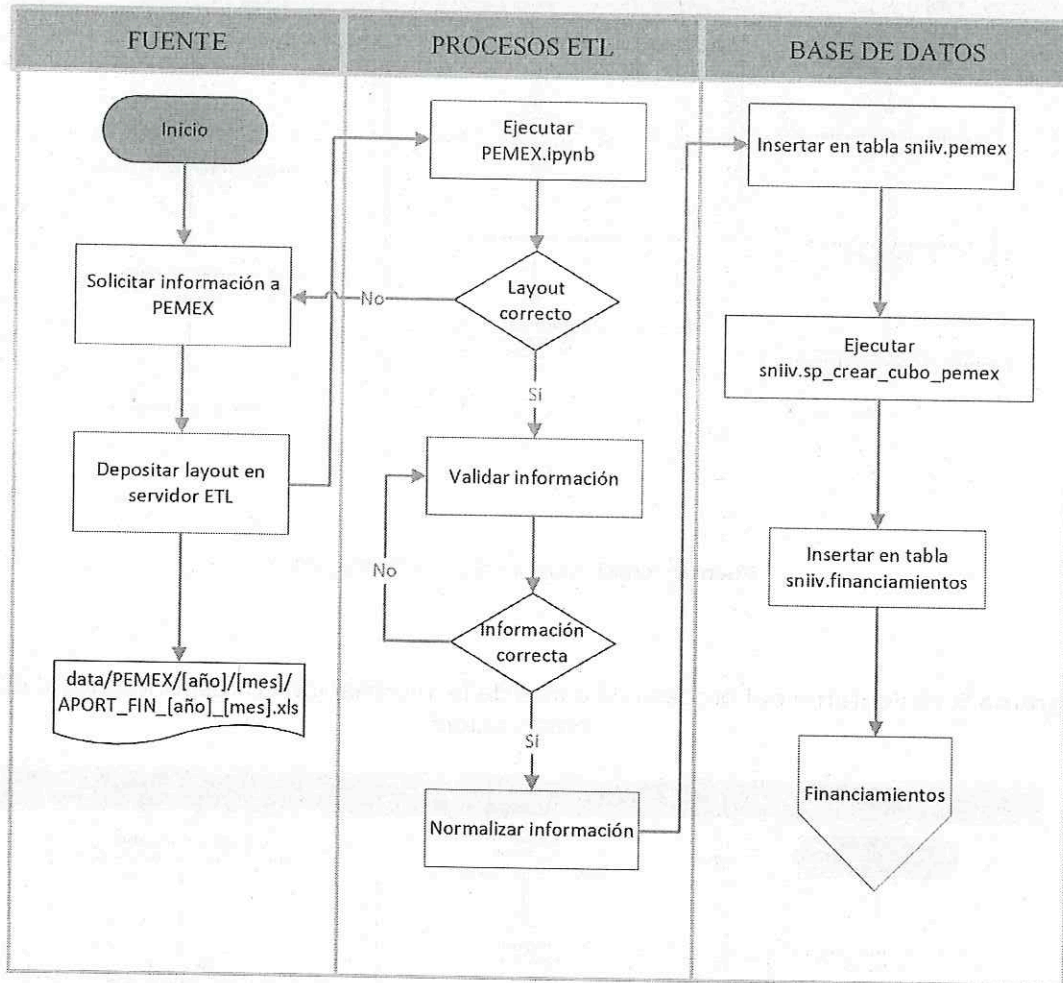 FUENTE
PROCESOS ETL
BASE DE DATOS
Inicio
Solicitar información a
PEMEX
Depositar layout en
servidor ETL
data/PEMEX/[año]/[mes]/
APORT_FIN_[año]_[mes].xls
Ejecutar
PEMEX.ipynb
Layout
correcto
No
Si
Validar información
No
Información
correcta
Si
Normalizar información
Insertar en tabla sniiv.pemex
Ejecutar
sniiv.sp_crear_cubo_pemex
Insertar en tabla
sniiv.financiamientos
Financiamientos